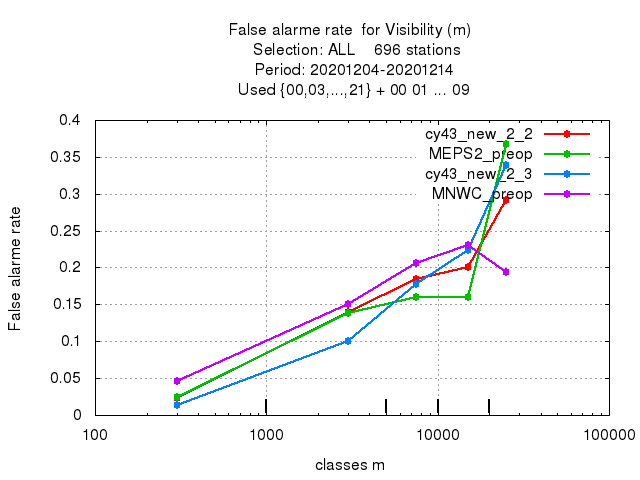 False alarme rate  for Visibility (m)
Selection: ALL    696 stations
Period: 20201204-20201214
Used {00,03,...,21} + 00 01 ... 09
cy43_new_2_2
MEPS2_preop
cy43_new_2_3
MNWC_preop
False alarme rate
0.4
0.35
0.3
0.25
0.2
0.15
0.1
0.05
0
100 1000 10000 100000
classes m